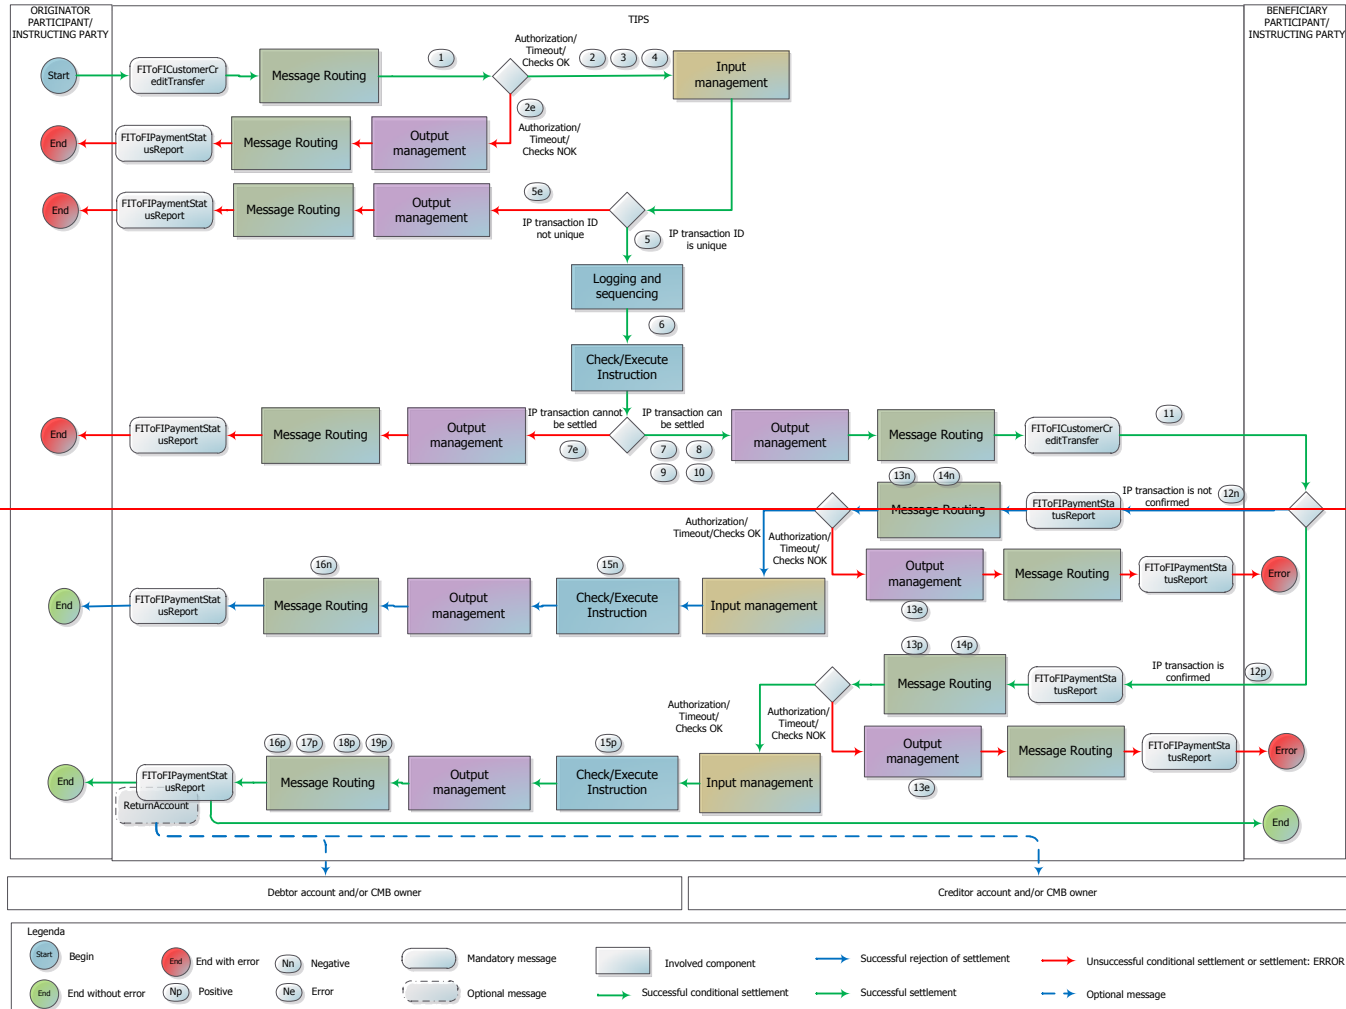 ORIGINATOR
PARTICIPANT/
INSTRUCTING PARTY
TIPS
BENEFICIARY
PARTICIPANT/
INSTRUCTING PARTY
Start
FIToFICustomerCr
editTransfer
Message Routing
1
Authorization/
Timeout/
Checks OK
2
3
4
Input
management
2e
Authorization/
Timeout/
Checks NOK
End
FIToFIPaymentStat
usReport
Message Routing
Output
management
End
FIToFIPaymentStat
usReport
Message Routing
Output
management
5e
IP transaction ID
not unique
5
IP transaction ID
is unique
Logging and
sequencing
6
Check/Execute
Instruction
End
FIToFIPaymentStat
usReport
Message Routing
Output
management
IP transaction cannot
be settled
7e
IP transaction can
be settled
7
8
9
10
Output
management
Message Routing
FIToFICustomerCr
editTransfer
11
13n
14n
IP transaction is not
confirmed
12n
Message Routing
FIToFIPaymentSta
tusReport
Authorization/
Timeout/Checks OK
Authorization/
Timeout/
Checks NOK
Output
management
13e
Message Routing
FIToFIPaymentSta
tusReport
Error
End
FIToFIPaymentSta
tusReport
16n
Message Routing
Output
management
15n
Check/Execute
Instruction
Input management
13p
14p
Message Routing
FIToFIPaymentSta
tusReport
IP transaction is
confirmed
12p
Authorization/
Timeout/
Checks OK
Authorization/
Timeout/
Checks NOK
Output
management
13e
Message Routing
FIToFIPaymentSta
tusReport
Error
End
FIToFIPaymentStat
usReport
ReturnAccount
16p
17p
18p
19p
Message Routing
Output
management
15p
Check/Execute
Instruction
Input management
End
Debtor account and/or CMB owner
Creditor account and/or CMB owner
Legenda
Start
Begin
End
End with error
Nn
Negative
Mandatory message
Involved component
Successful rejection of settlement
Unsuccessful conditional settlement or settlement: ERROR
End
End without error
Np
Positive
Ne
Error
Optional message
Successful conditional settlement
Successful settlement
Optional message